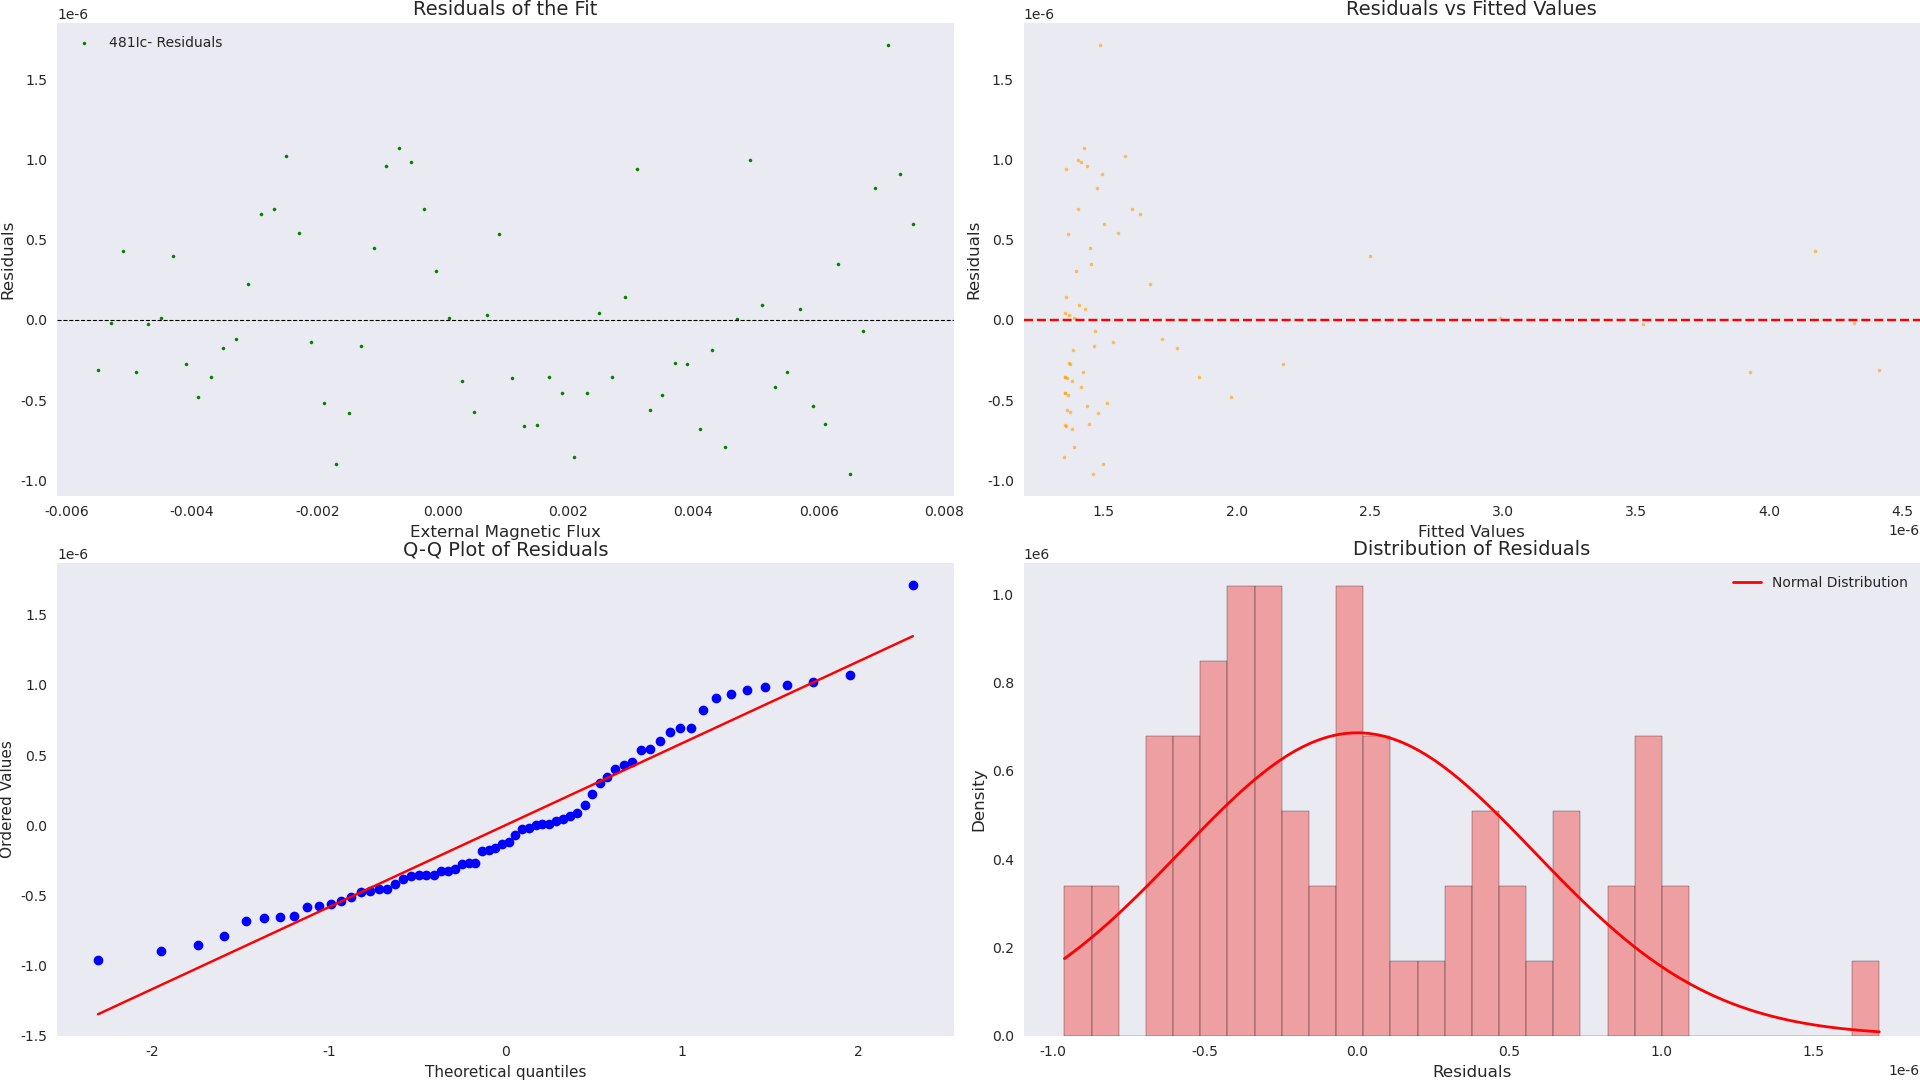 Residuals of the Fit
1e-6
481Ic- Residuals
1.5
1.0
0.5
0.0
-0.5
-1.0
Residuals
-0.006 -0.004 -0.002 0.000 0.002 0.004 0.006 0.008
External Magnetic Flux
Residuals vs Fitted Values
1e-6
1.5
1.0
0.5
0.0
-0.5
-1.0
Residuals
1.5 2.0 2.5 3.0 3.5 4.0 4.5
1e-6
Fitted Values
Q-Q Plot of Residuals
1e-6
1.5
1.0
0.5
0.0
-0.5
-1.0
-1.5
Ordered Values
-2 -1 0 1 2
Theoretical quantiles
Distribution of Residuals
1e6
Normal Distribution
1.0
0.8
0.6
0.4
0.2
0.0
Density
-1.0 -0.5 0.0 0.5 1.0 1.5
1e-6
Residuals